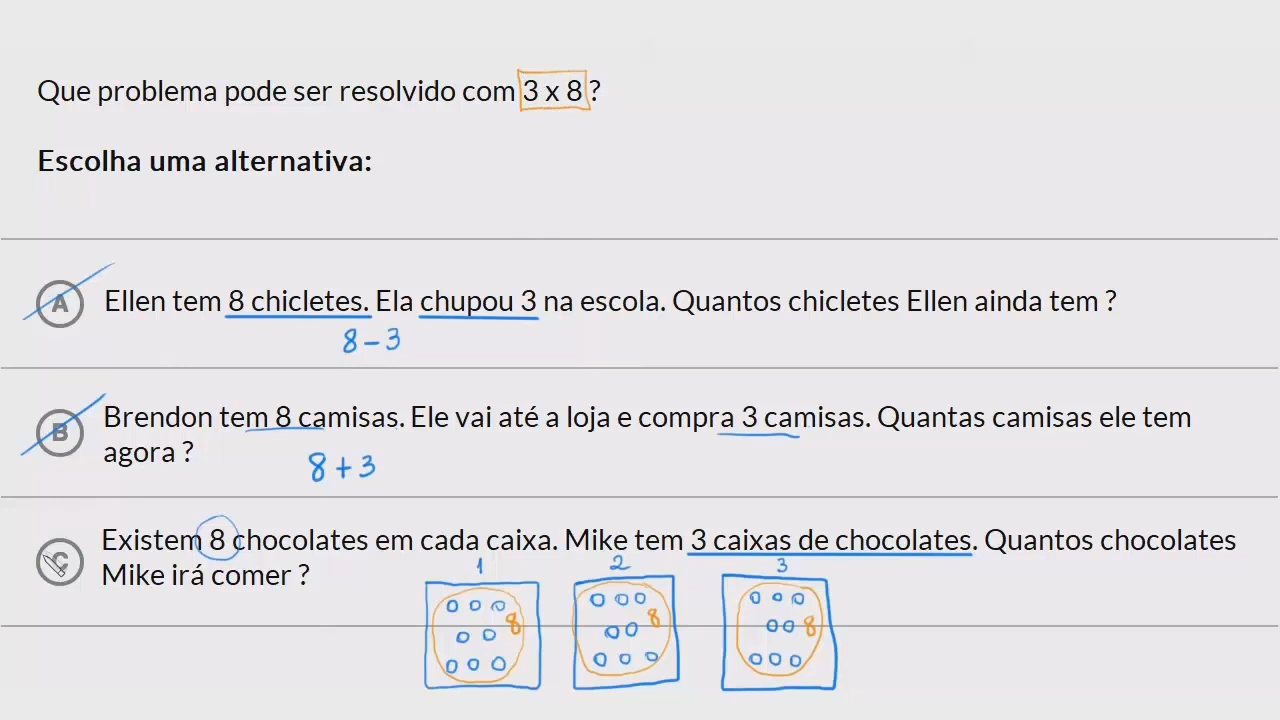 Que problema pode ser resolvido com 3 x 8 ?
Escolha uma alternativa:
A Ellen tem 8 chicletes. Ela chupou 3 na escola. Quantos chicletes Ellen ainda tem ?
8 - 3
B Brendon tem 8 camisas. Ele vai até a loja e compra 3 camisas. Quantas camisas ele tem
agora ?
8 + 3
C Existem 8 chocolates em cada caixa. Mike tem 3 caixas de chocolates. Quantos chocolates
Mike irá comer ?
1 2 3
8 8 8